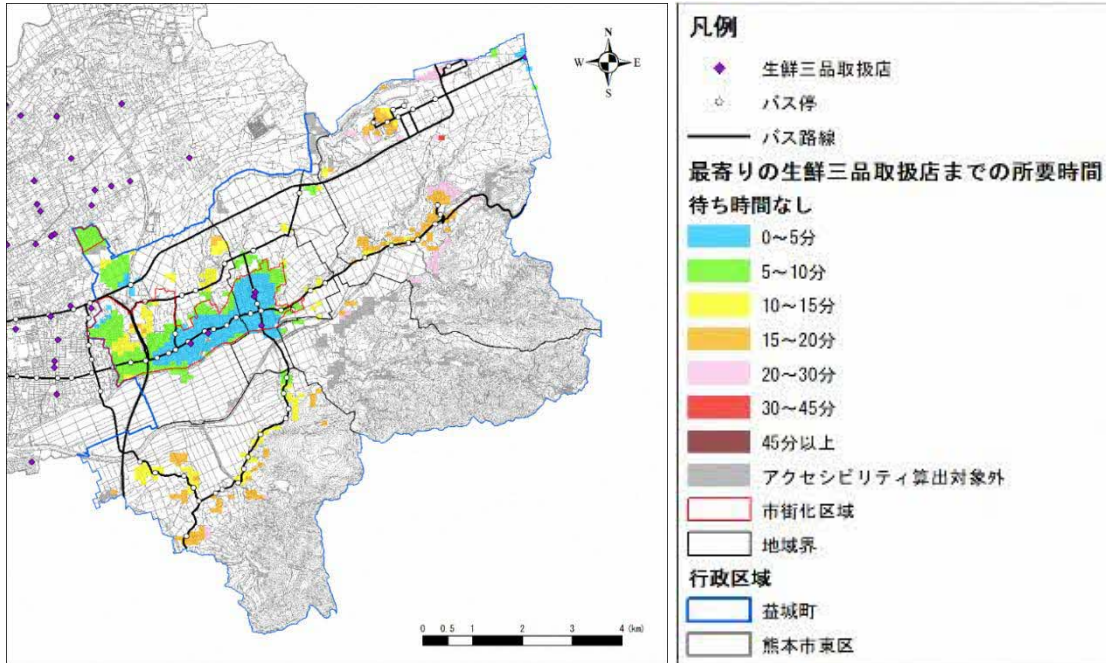 N
W
E
S
0 0.5 1 2 3 4 (km)
凡例
生鮮三品取扱店
バス停
バス路線
最寄りの生鮮三品取扱店までの所要時間
待ち時間なし
0～5分
5～10分
10～15分
15～20分
20～30分
30～45分
45分以上
アクセシビリティ算出対象外
市街化区域
地域界
行政区域
益城町
熊本市東区